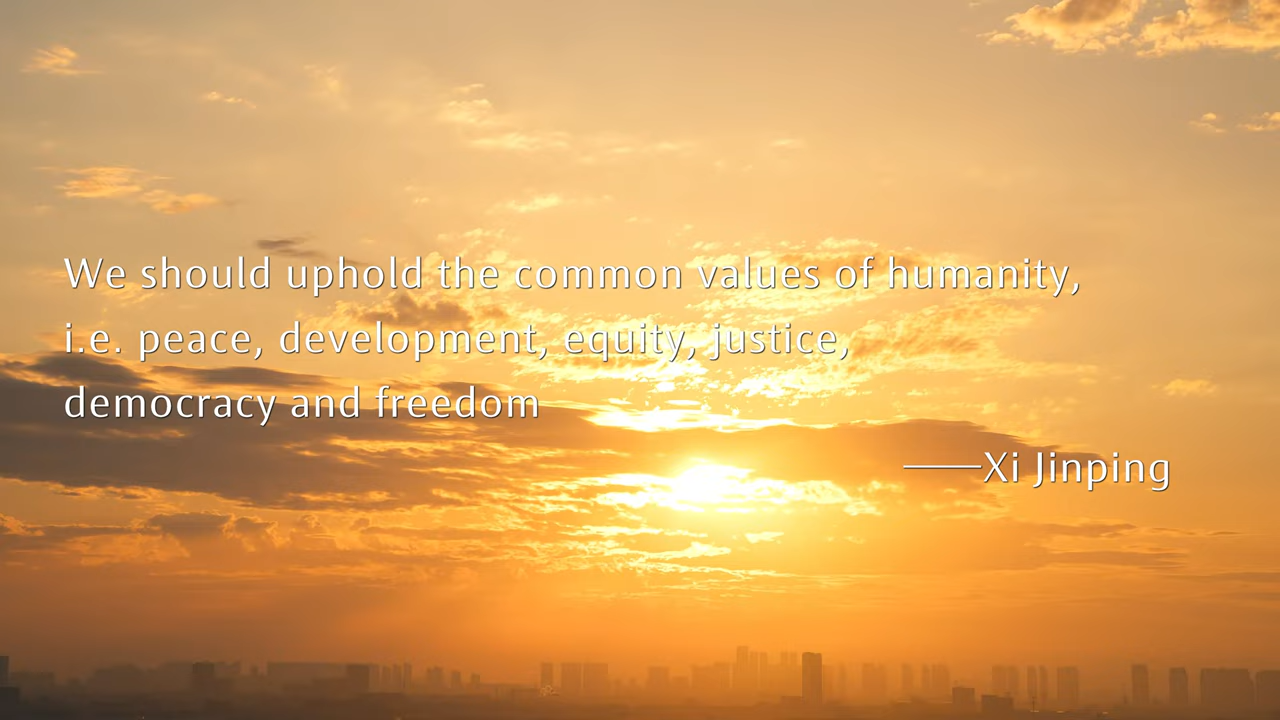 We should uphold the common values of humanity,
i.e. peace, development, equity, justice,
democracy and freedom
——Xi Jinping